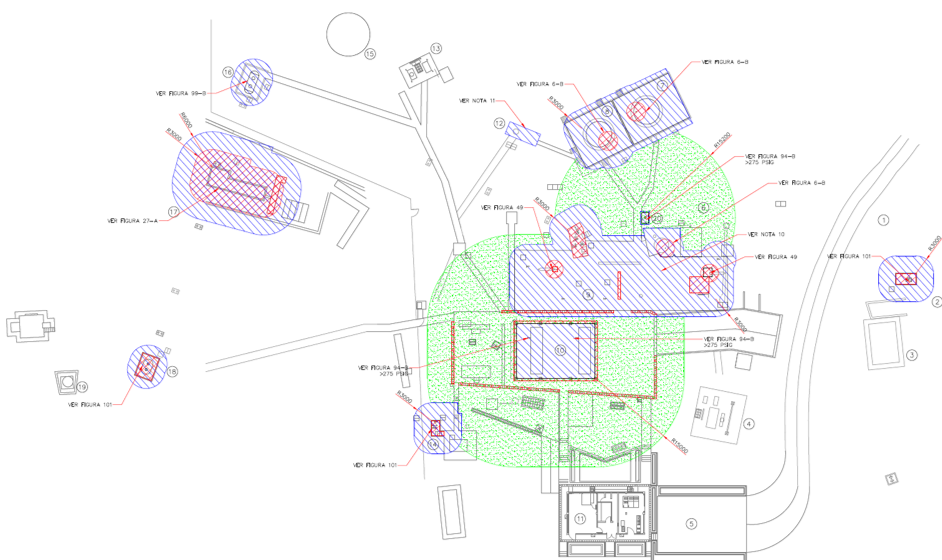 15
13
16
VER FIGURA 99-B
R6000
R3000
VER FIGURA 6-B
VER FIGURA 6-B
7
8
R3000
VER NOTA 11
12
R15200
VER FIGURA 94-B
>275 PSIG
VER FIGURA 6-B
17
VER FIGURA 27-A
VER FIGURA 49
R3000
20
6
1
VER NOTA 10
VER FIGURA 49
VER FIGURA 101
R3000
2
9
R3000
10
VER FIGURA 94-B
>275 PSIG
VER FIGURA 94-B
>275 PSIG
3
18
19
VER FIGURA 101
R3000
14
VER FIGURA 101
4
R15000
11
5